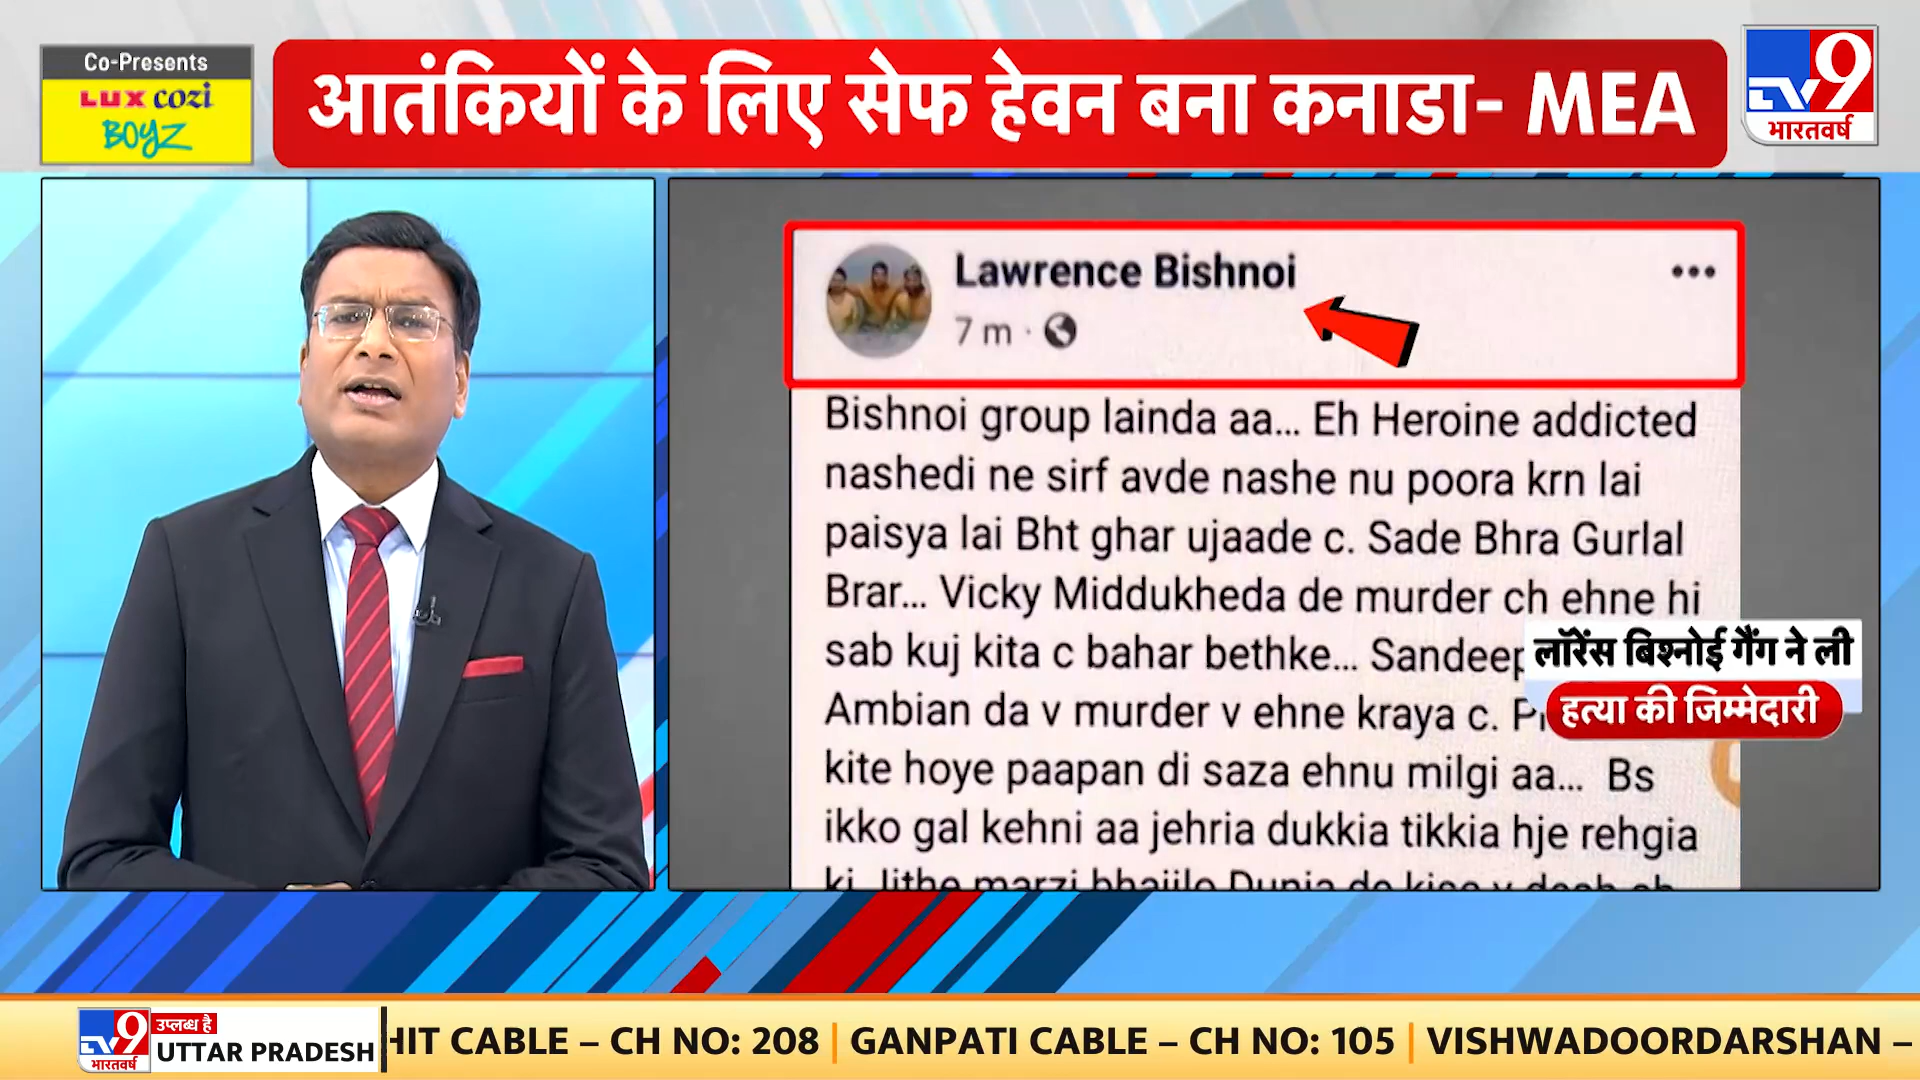 Co-Presents
LUX cozi
BOYZ
आतंकियों के लिए सेफ हेवन बना कनाडा- MEA
TV9
भारतवर्ष
Lawrence Bishnoi
7 m ·
Bishnoi group lainda aa... Eh Heroine addicted
nashedi ne sirf avde nashe nu poora krn lai
paisya lai Bht ghar ujaade c. Sade Bhra Gurlal
Brar... Vicky Middukheda de murder ch ehne hi
sab kuj kita c bahar bethke... Sandeep
Ambian da v murder v ehne kraya c.
kite hoye paapan di saza ehnu milgi aa... Bs
ikko gal kehni aa jehria dukkia tikkia hje rehgia
लॉरेंस बिश्नोई गैंग ने ली
हत्या की जिम्मेदारी
TV9
भारतवर्ष
उप्लब्ध है
UTTAR PRADESH
HIT CABLE – CH NO: 208 | GANPATI CABLE – CH NO: 105 | VISHWADOORDARSHAN –